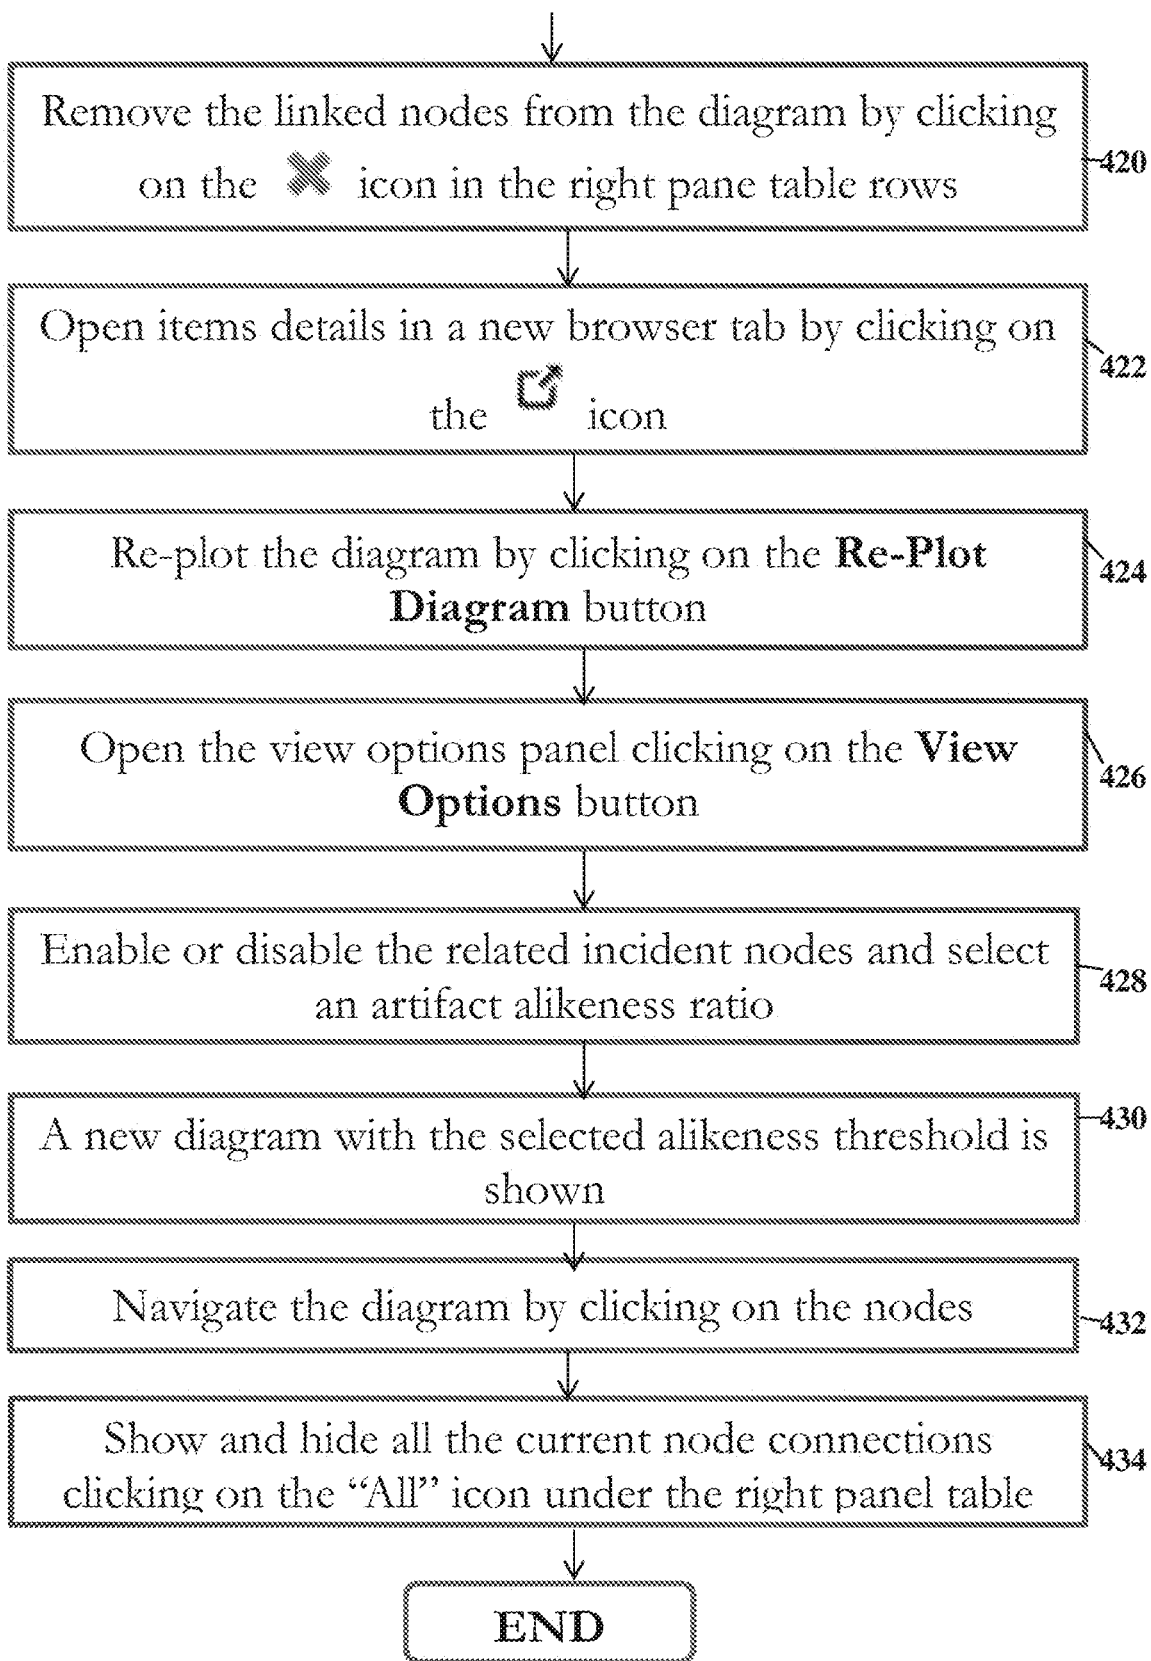 Remove the linked nodes from the diagram by clicking
on the icon in the right pane table rows
420
Open items details in a new browser tab by clicking on
the icon
422
Re-plot the diagram by clicking on the Re-Plot
Diagram button
424
Open the view options panel clicking on the View
Options button
426
Enable or disable the related incident nodes and select
an artifact alikeness ratio
428
A new diagram with the selected alikeness threshold is
shown
430
Navigate the diagram by clicking on the nodes
432
Show and hide all the current node connections
clicking on the “All” icon under the right panel table
434
END